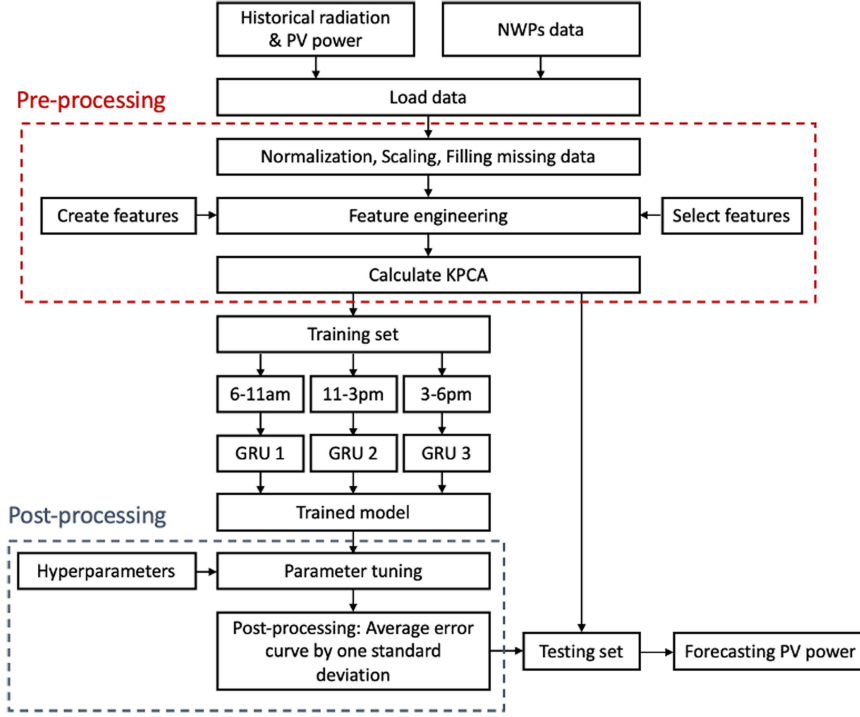 Historical radiation
& PV power
NWPs data
Load data
Pre-processing
Normalization, Scaling, Filling missing data
Create features
Feature engineering
Select features
Calculate KPCA
Training set
6-11am
11-3pm
3-6pm
GRU 1
GRU 2
GRU 3
Trained model
Post-processing
Hyperparameters
Parameter tuning
Post-processing: Average error
curve by one standard
deviation
Testing set
Forecasting PV power